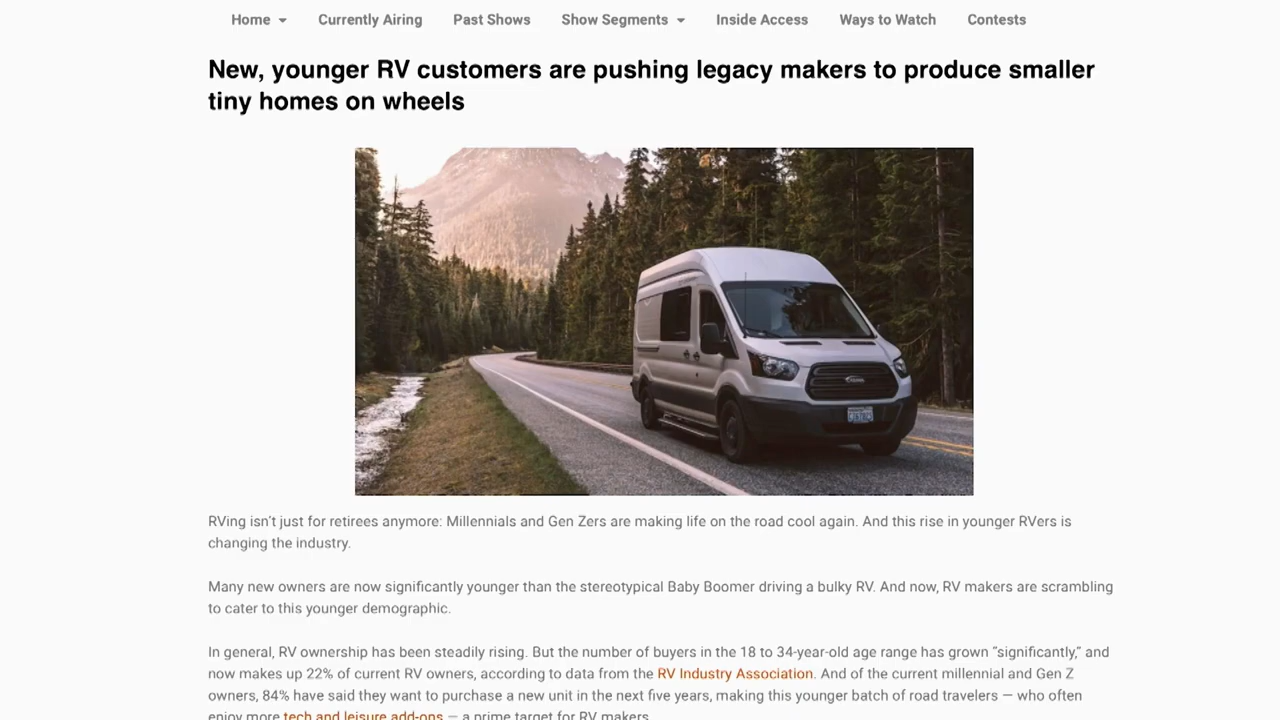 Home Currently Airing Past Shows Show Segments Inside Access Ways to Watch Contests
New, younger RV customers are pushing legacy makers to produce smaller
tiny homes on wheels
RVing isn't just for retirees anymore: Millennials and Gen Zers are making life on the road cool again. And this rise in younger RVers is
changing the industry.
Many new owners are now significantly younger than the stereotypical Baby Boomer driving a bulky RV. And now, RV makers are scrambling
to cater to this younger demographic.
In general, RV ownership has been steadily rising. But the number of buyers in the 18 to 34-year-old age range has grown "significantly," and
now makes up 22% of current RV owners, according to data from the RV Industry Association. And of the current millennial and Gen Z
owners, 84% have said they want to purchase a new unit in the next five years, making this younger batch of road travelers — who often
enjoy more tech and leisure add-ons — a prime target for RV makers.